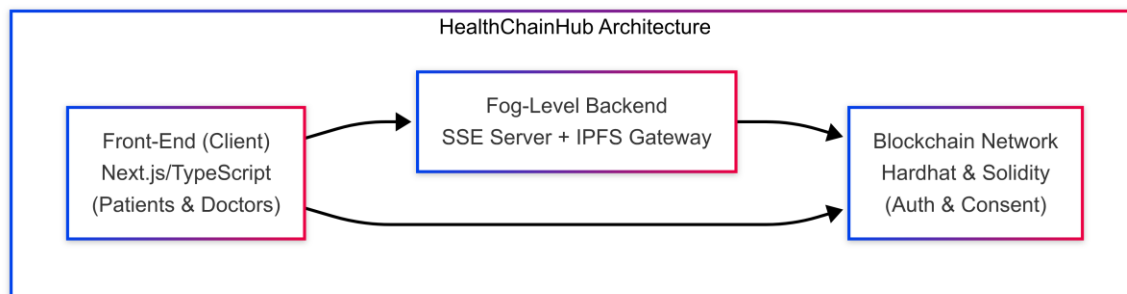 HealthChainHub Architecture
Front-End (Client)
Next.js/TypeScript
(Patients & Doctors)
Fog-Level Backend
SSE Server + IPFS Gateway
Blockchain Network
Hardhat & Solidity
(Auth & Consent)